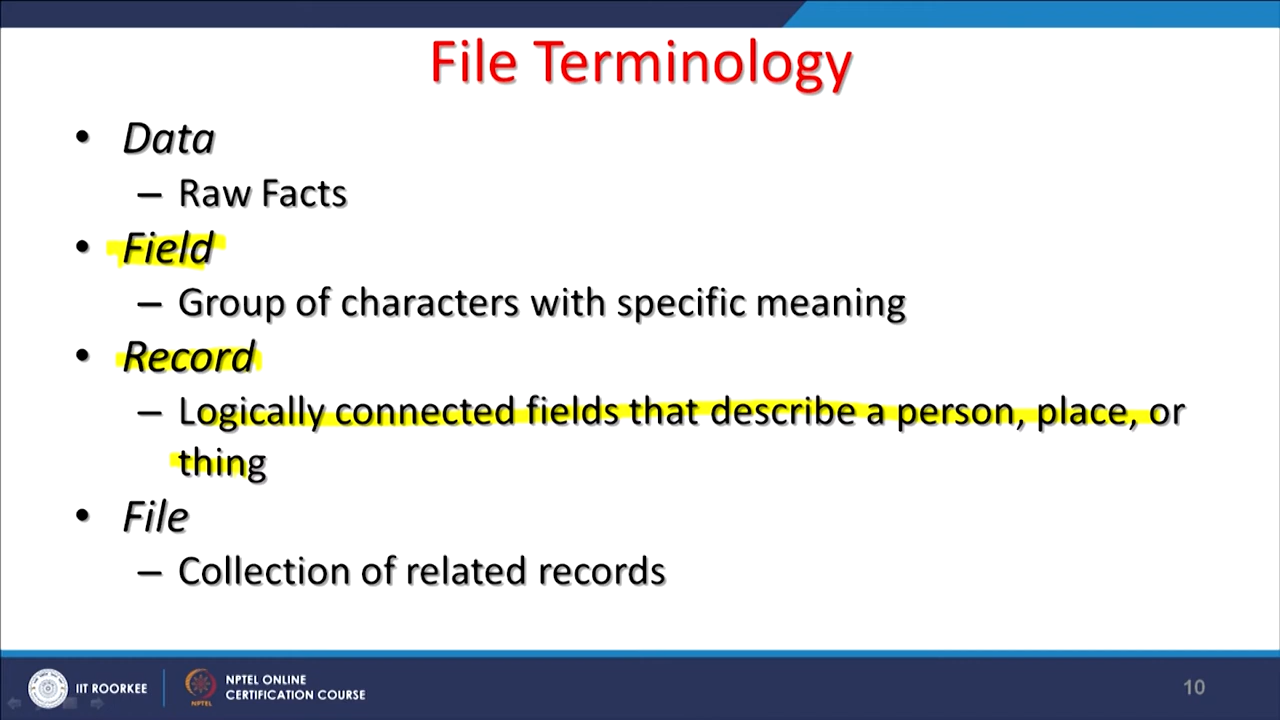 File Terminology
• Data
– Raw Facts
• Field
– Group of characters with specific meaning
• Record
– Logically connected fields that describe a person, place, or
thing
• File
– Collection of related records
IIT ROORKEE
NPTEL ONLINE
CERTIFICATION COURSE
NPTEL
10